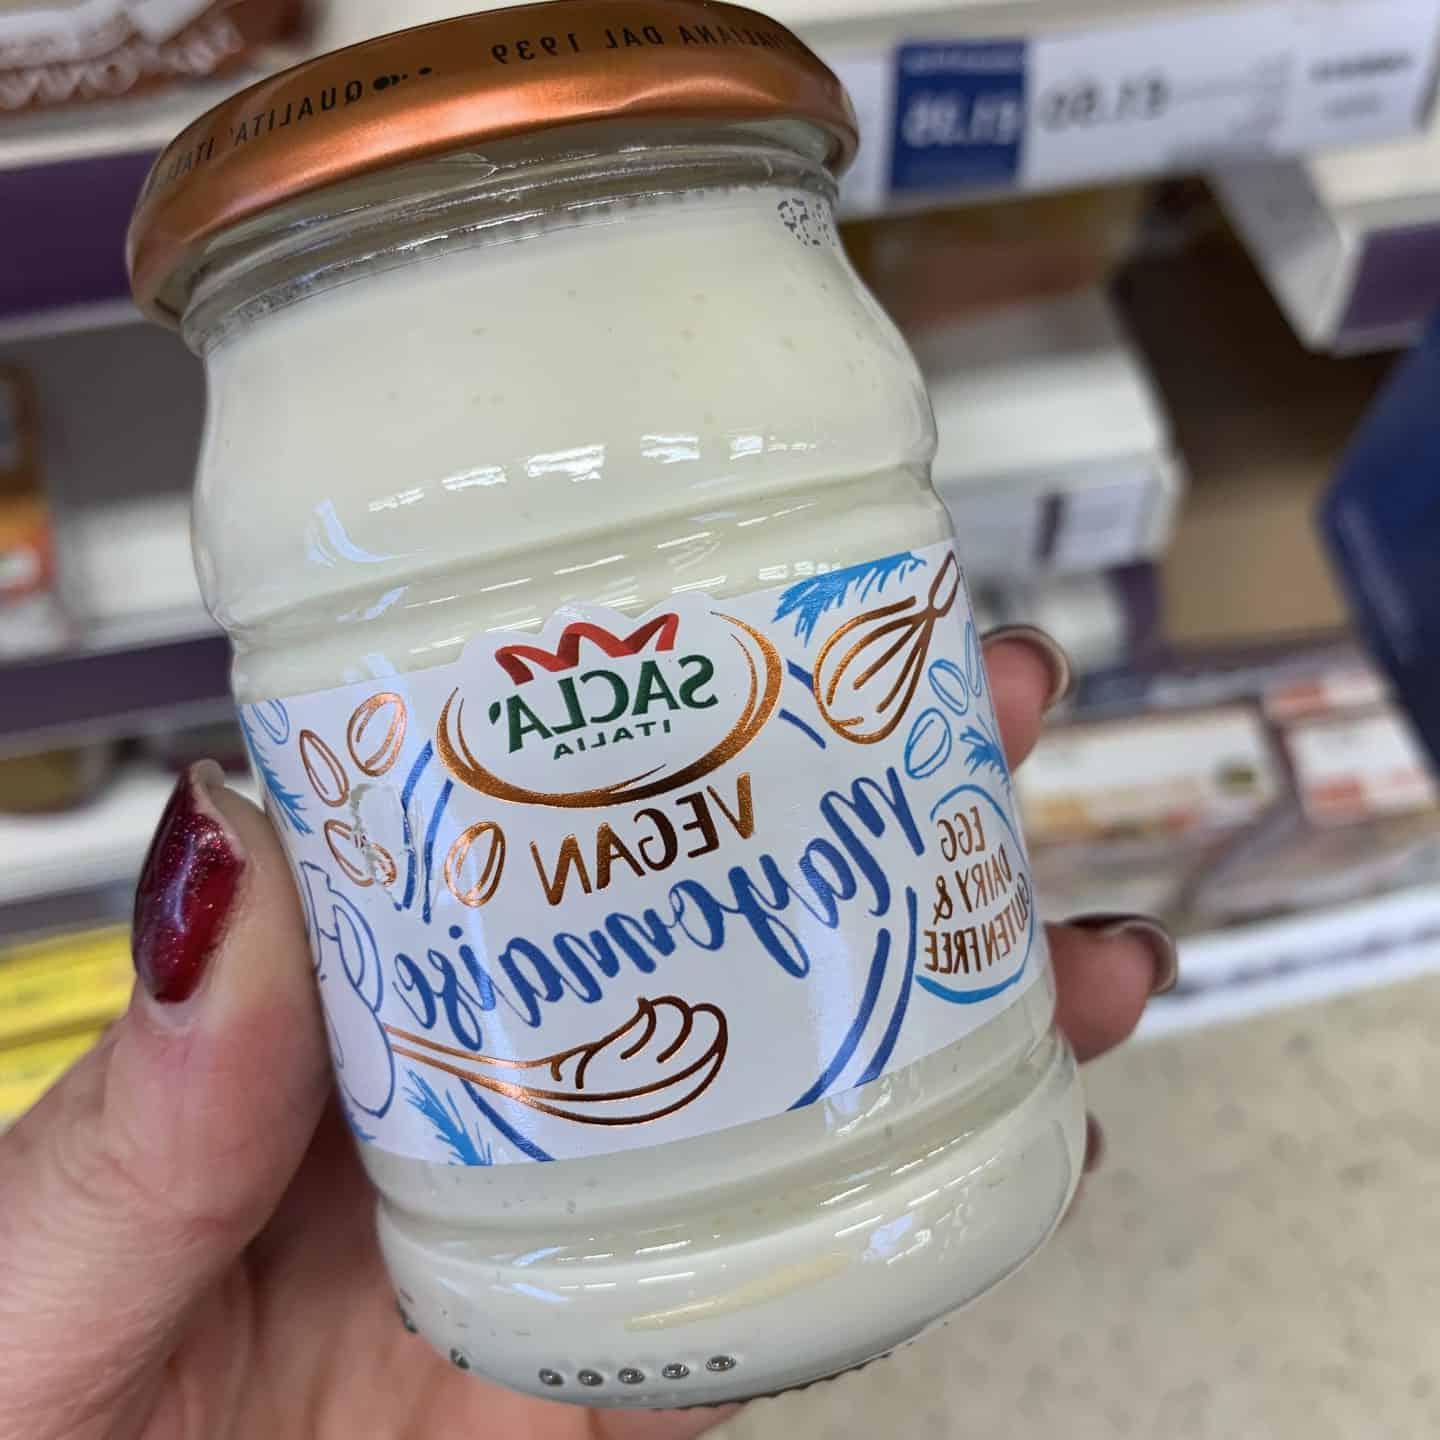 QUALITA' ITALIANA DAL 1939
SACLA'
ITALIA
VEGAN
Mayonnaise
EGG
DAIRY &
GLUTEN FREE